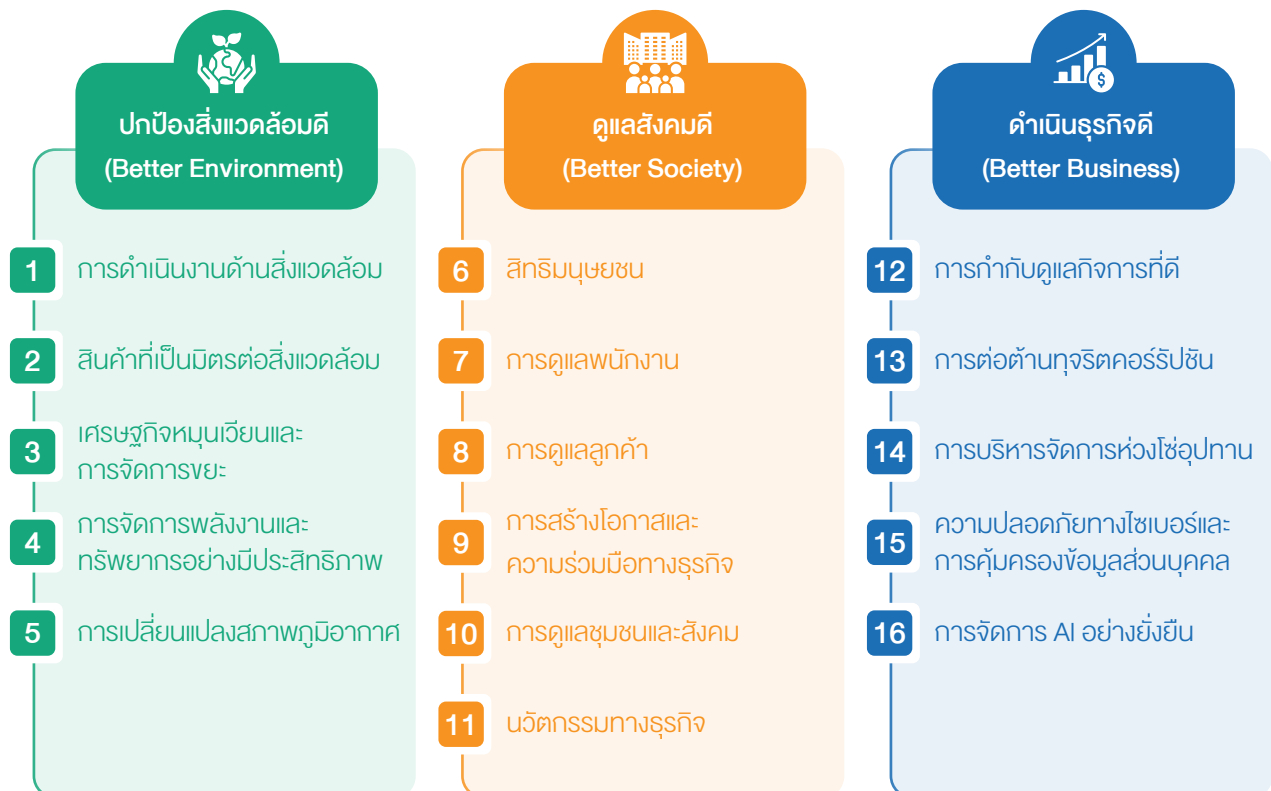 ปกป้องสิ่งแวดล้อมดี
(Better Environment)
1 การดำเนินงานด้านสิ่งแวดล้อม
2 สินค้าที่เป็นมิตรต่อสิ่งแวดล้อม
3 เศรษฐกิจหมุนเวียนและ
การจัดการขยะ
4 การจัดการพลังงานและ
ทรัพยากรอย่างมีประสิทธิภาพ
5 การเปลี่ยนแปลงสภาพภูมิอากาศ
ดูแลสังคมดี
(Better Society)
6 สิทธิมนุษยชน
7 การดูแลพนักงาน
8 การดูแลลูกค้า
9 การสร้างโอกาสและ
ความร่วมมือทางธุรกิจ
10 การดูแลชุมชนและสังคม
11 นวัตกรรมทางธุรกิจ
ดำเนินธุรกิจดี
(Better Business)
12 การกำกับดูแลกิจการที่ดี
13 การต่อต้านทุจริตคอร์รัปชัน
14 การบริหารจัดการห่วงโซ่อุปทาน
15 ความปลอดภัยทางไซเบอร์และ
การคุ้มครองข้อมูลส่วนบุคคล
16 การจัดการ AI อย่างยั่งยืน
$